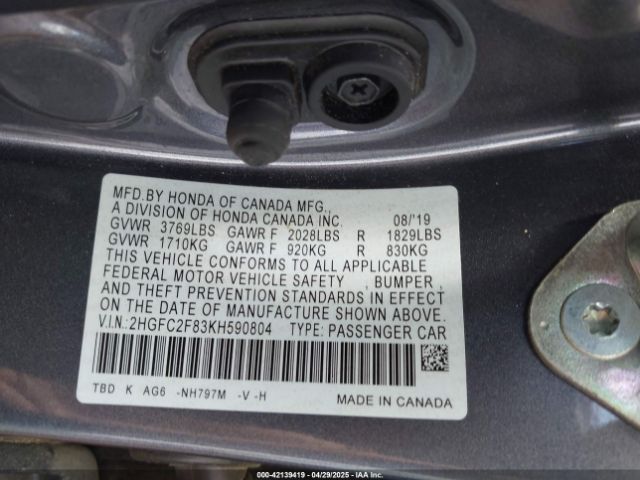 MFD.BY HONDA OF CANADA MFG.,
A DIVISION OF HONDA CANADA INC. 08/'19
GVWR 3769LBS GAWR F 2028LBS R 1829LBS
GVWR 1710KG GAWR F 920KG R 830KG
THIS VEHICLE CONFORMS TO ALL APPLICABLE
FEDERAL MOTOR VEHICLE SAFETY , BUMPER ,
AND THEFT PREVENTION STANDARDS IN EFFECT
ON THE DATE OF MANUFACTURE SHOWN ABOVE.
V.I.N.:2HGFC2F83KH590804 TYPE: PASSENGER CAR
TBD K AG6 -NH797M -V -H
MADE IN CANADA
000-42139419 - 04/29/2025 - IAA Inc.